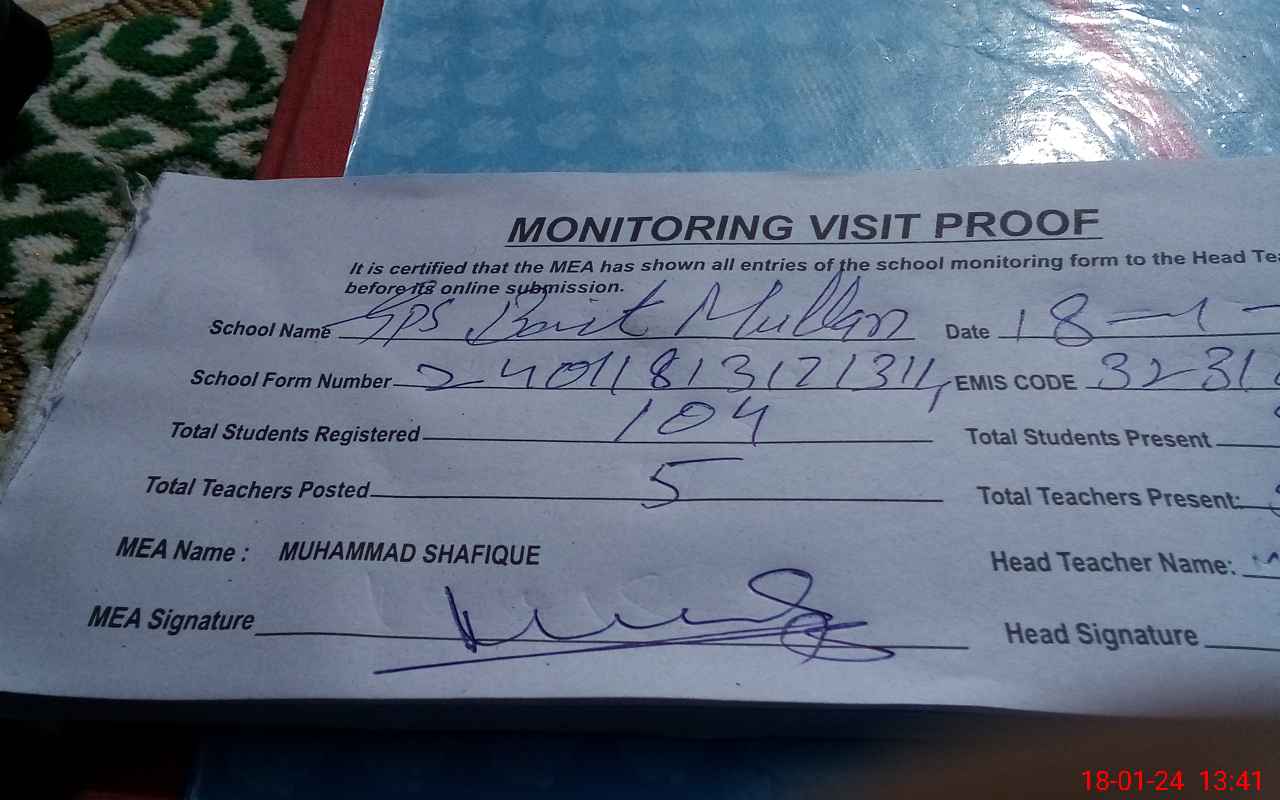 MONITORING VISIT PROOF
It is certified that the MEA has shown all entries of the school monitoring form to the Head Tea
before its online submission.
School Name GPS Mullan Date 18-1-
School Form Number EMIS CODE 3231
Total Students Registered 104 Total Students Present
Total Teachers Posted 5 Total Teachers Present:
MEA Name : MUHAMMAD SHAFIQUE Head Teacher Name:
MEA Signature Head Signature
18-01-24 13:41